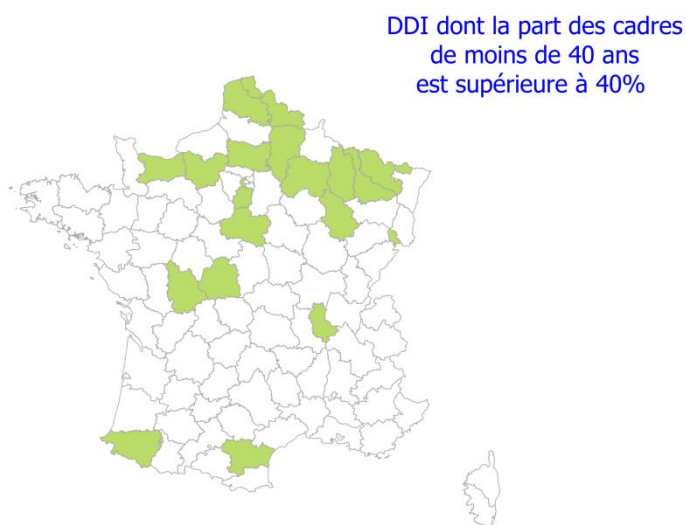 DDI dont la part des cadres
de moins de 40 ans
est supérieure à 40%